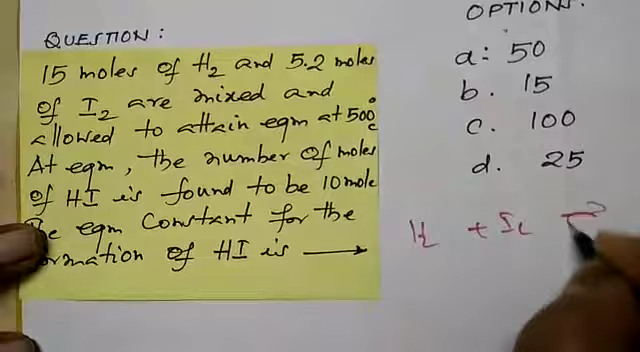 QUESTION:
15 moles of H2 and 5.2 moles
of I2 are mixed and
allowed to attain eqm at 500°c
At eqm, the number of moles
of HI is found to be 10 mole
eqm constant for the
of HI is →
OPTIONS:
a: 50
b. 15
c. 100
d. 25
H2 + I2